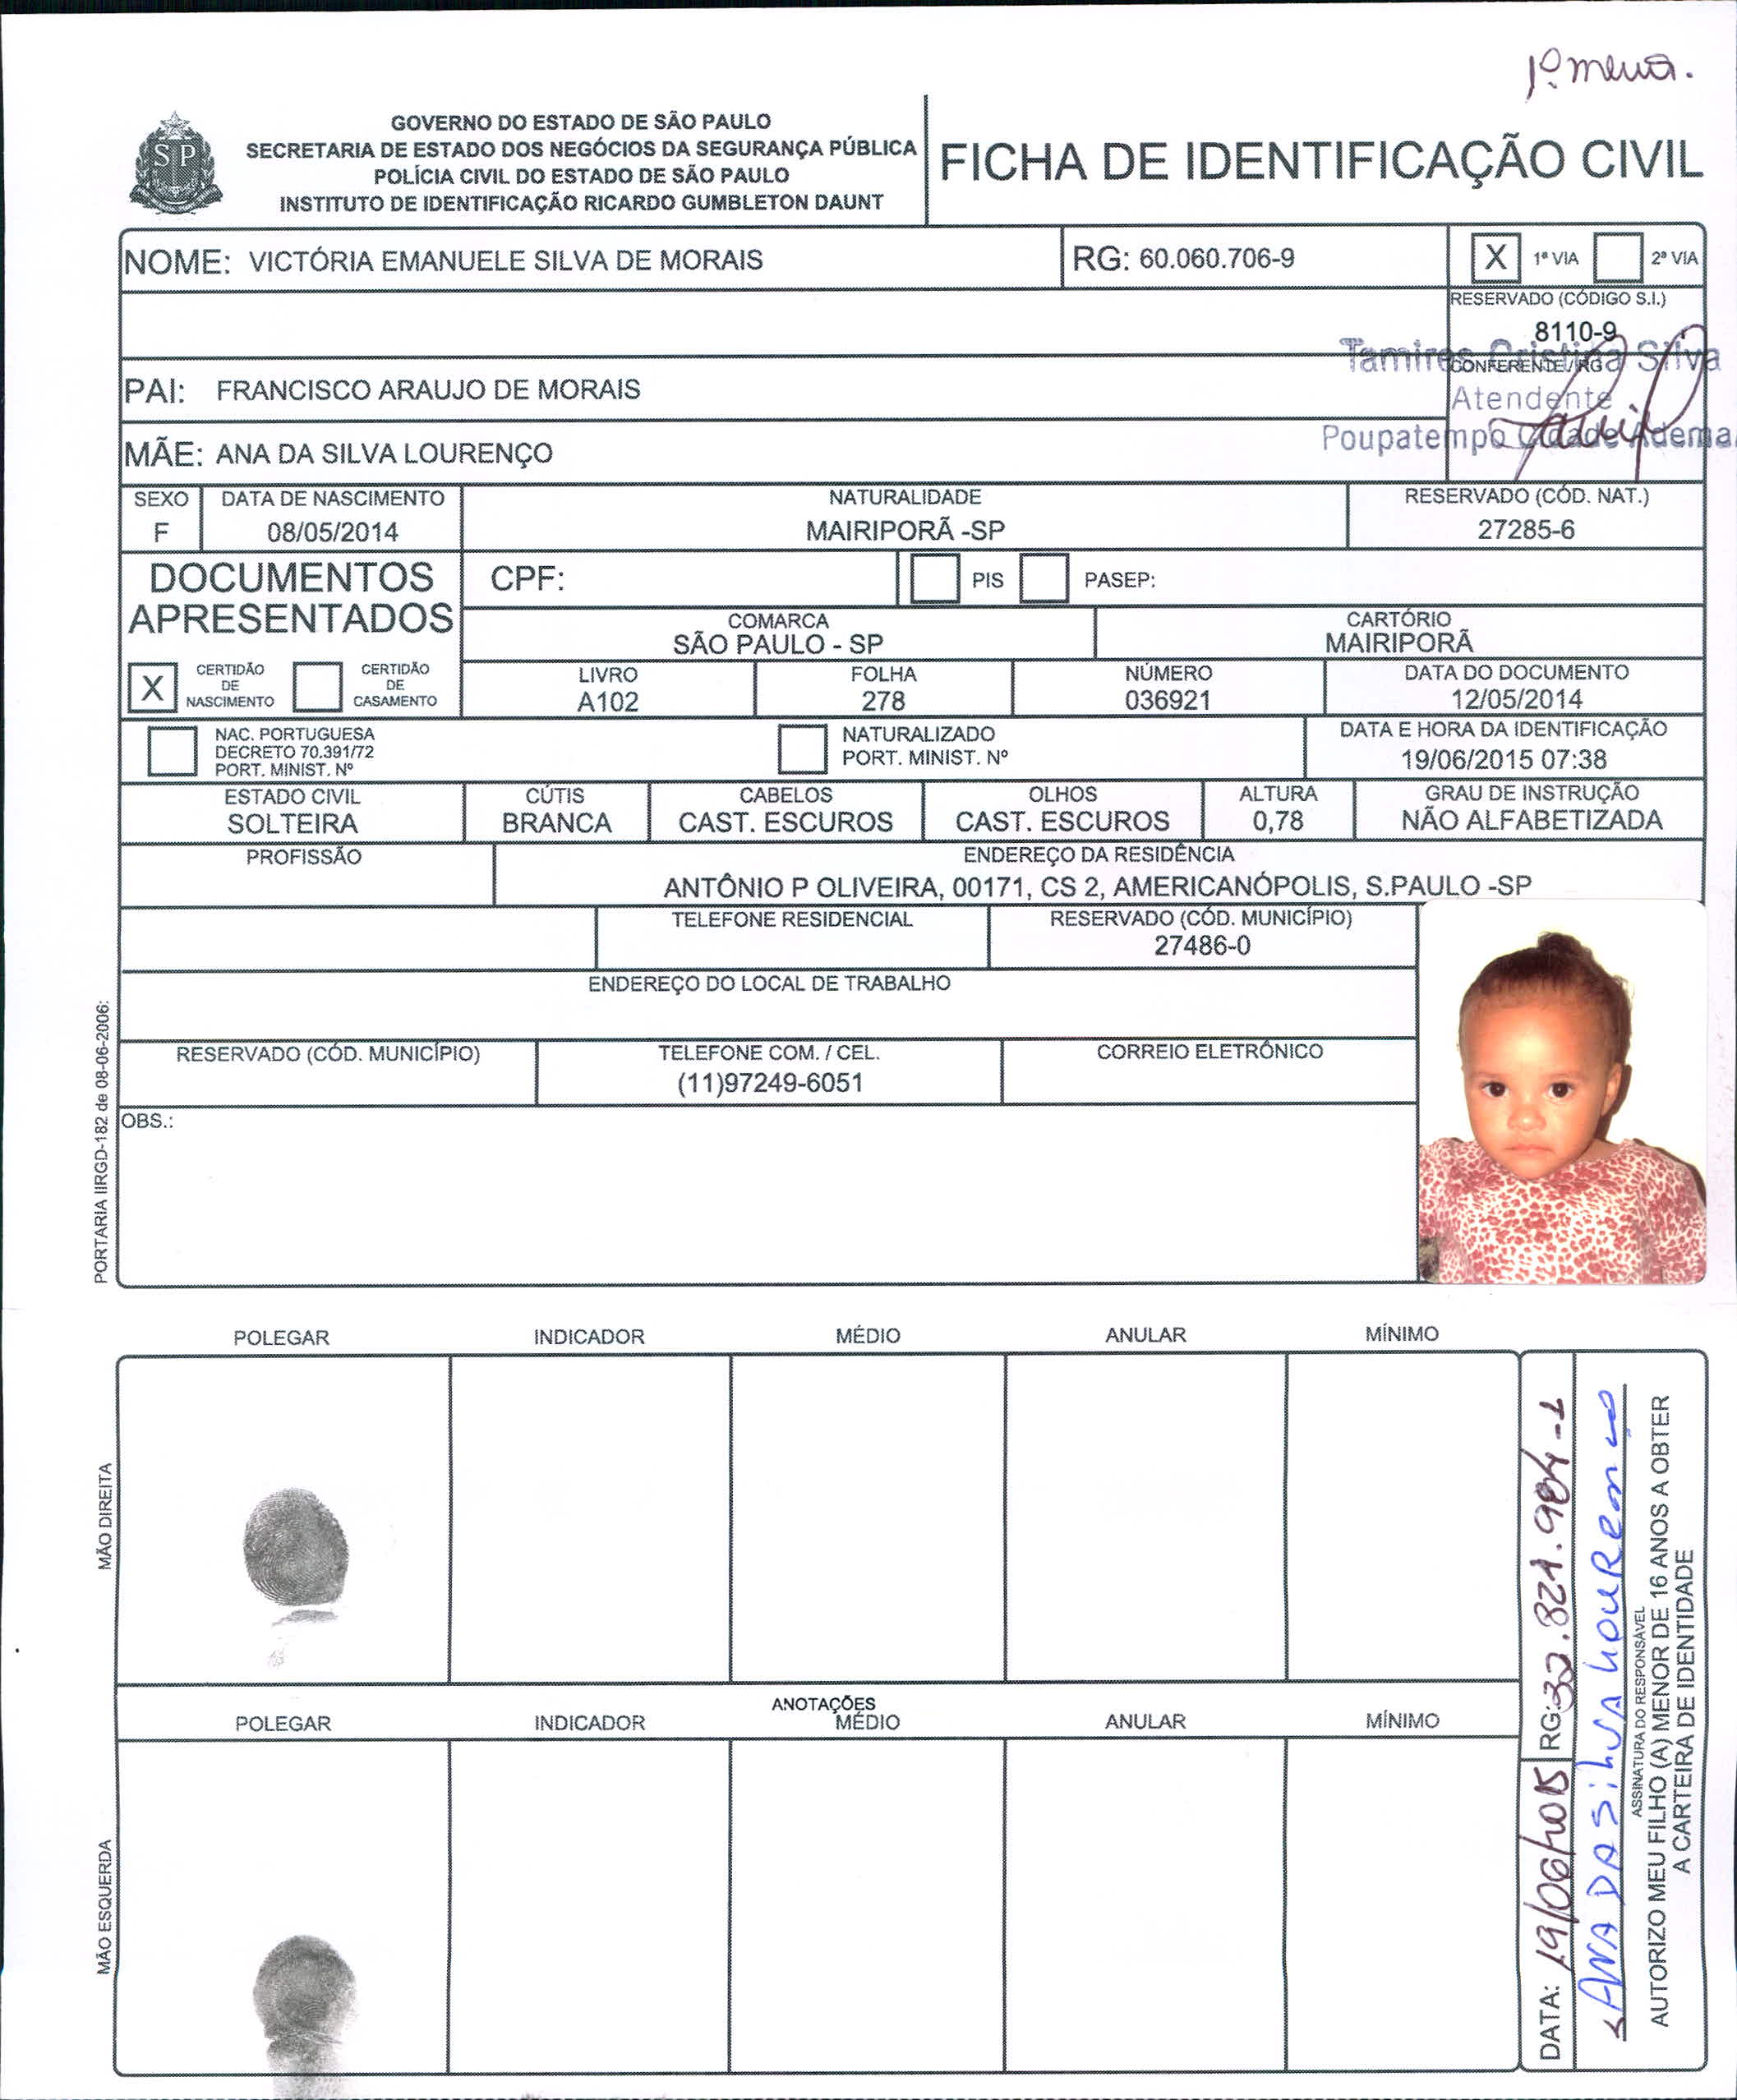 1º mena.
GOVERNO DO ESTADO DE SÃO PAULO
SECRETARIA DE ESTADO DOS NEGÓCIOS DA SEGURANÇA PÚBLICA
POLÍCIA CIVIL DO ESTADO DE SÃO PAULO
INSTITUTO DE IDENTIFICAÇÃO RICARDO GUMBLETON DAUNT
SP
FICHA DE IDENTIFICAÇÃO CIVIL
NOME: VICTÓRIA EMANUELE SILVA DE MORAIS
RG: 60.060.706-9
X 1ª VIA 2ª VIA
RESERVADO (CÓDIGO S.I.)
8110-9
PAI: FRANCISCO ARAUJO DE MORAIS
CONFERENTE / RG
Tamires Cristina Silva
Atendente
Poupatempo Cidade Adema
MÃE: ANA DA SILVA LOURENÇO
SEXO DATA DE NASCIMENTO NATURALIDADE RESERVADO (CÓD. NAT.)
F 08/05/2014 MAIRIPORÃ -SP 27285-6
DOCUMENTOS APRESENTADOS
CPF: PIS PASEP:
COMARCA CARTÓRIO
SÃO PAULO - SP MAIRIPORÃ
X CERTIDÃO DE NASCIMENTO CERTIDÃO DE CASAMENTO
LIVRO FOLHA NÚMERO DATA DO DOCUMENTO
A102 278 036921 12/05/2014
NAC. PORTUGUESA
DECRETO 70.391/72
PORT. MINIST. Nº
NATURALIZADO
PORT. MINIST. Nº
DATA E HORA DA IDENTIFICAÇÃO
19/06/2015 07:38
ESTADO CIVIL CÚTIS CABELOS OLHOS ALTURA GRAU DE INSTRUÇÃO
SOLTEIRA BRANCA CAST. ESCUROS CAST. ESCUROS 0,78 NÃO ALFABETIZADA
PROFISSÃO ENDEREÇO DA RESIDÊNCIA
ANTÔNIO P OLIVEIRA, 00171, CS 2, AMERICANÓPOLIS, S.PAULO -SP
TELEFONE RESIDENCIAL RESERVADO (CÓD. MUNICÍPIO)
27486-0
ENDEREÇO DO LOCAL DE TRABALHO
RESERVADO (CÓD. MUNICÍPIO) TELEFONE COM. / CEL. CORREIO ELETRÔNICO
(11)97249-6051
OBS.:
PORTARIA IIRGD-182 de 08-06-2006:
POLEGAR INDICADOR MÉDIO ANULAR MÍNIMO
MÃO DIREITA
ANOTAÇÕES
POLEGAR INDICADOR MÉDIO ANULAR MÍNIMO
MÃO ESQUERDA
DATA: 19/06/2015 RG: 32.821.984-1
ANA DA SiLVA LOURENÇO
ASSINATURA DO RESPONSÁVEL
AUTORIZO MEU FILHO (A) MENOR DE 16 ANOS A OBTER
A CARTEIRA DE IDENTIDADE